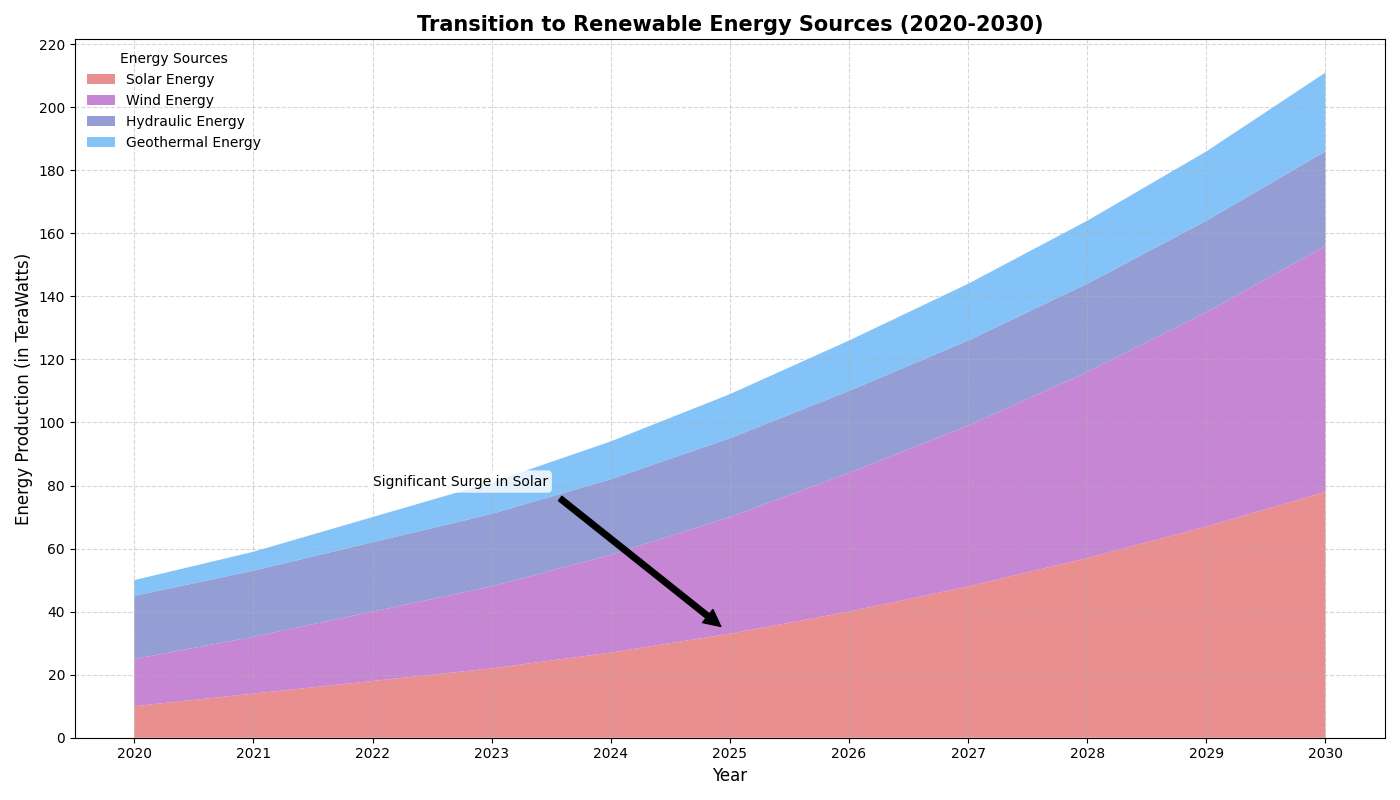 Transition to Renewable Energy Sources (2020-2030)
Energy Production (in TeraWatts)
220
200
180
160
140
120
100
80
60
40
20
0
Energy Sources
Solar Energy
Wind Energy
Hydraulic Energy
Geothermal Energy
Significant Surge in Solar
2020 2021 2022 2023 2024 2025 2026 2027 2028 2029 2030
Year